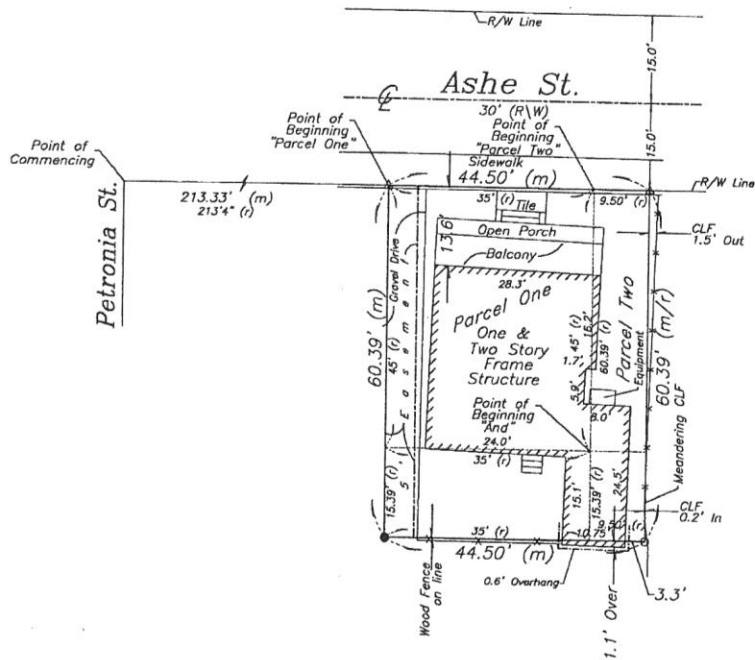 R/W Line
15.0'
Ashe St.
30' (R\W)
15.0'
Point of
Commencing
Point of
Beginning
"Parcel One"
Point of
Beginning
"Parcel Two"
Sidewalk
44.50' (m)
R/W Line
213.33' (m)
213'4" (r)
35' (r)
9.50' (r)
Tile
CLF
1.5' Out
Petronia St.
Gravel Drive
13.6'
Open Porch
Balcony
28.3'
Parcel One
One &
Two Story
Frame
Structure
16.2'
45' (r)
60.39' (r)
1.7'
5.9'
Parcel Two
Equipment
60.39' (m/r)
60.39' (m)
45' (r)
5' Easement
Point of
Beginning
"And"
24.0'
35' (r)
6.0'
Meandering CLF
15.39' (r)
15.1'
15.39' (r)
24.5'
CLF
0.2' In
35' (r)
9.50' (r)
10.75'
44.50' (m)
Wood Fence
on line
0.6' Overhang
1.1' Over
3.3'